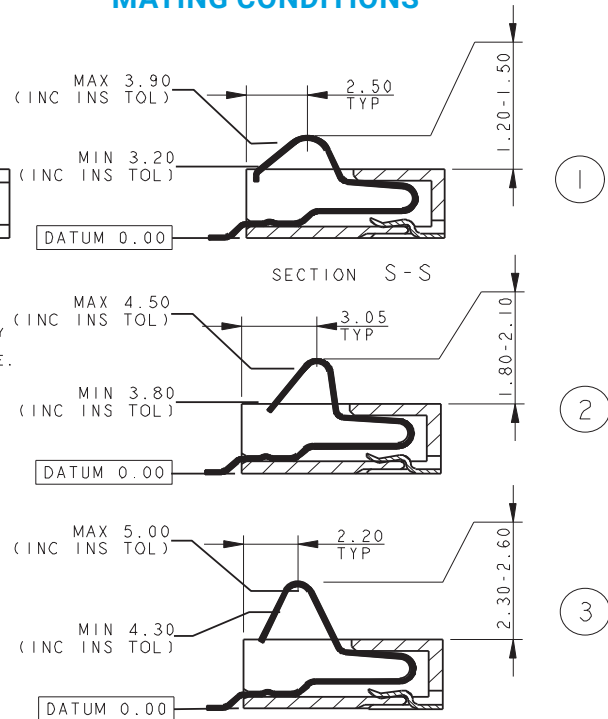 MATING CONDITIONS
MAX 3.90
(INC INS TOL)
2.50
TYP
1.20-1.50
MIN 3.20
(INC INS TOL)
DATUM 0.00
1
SECTION S-S
MAX 4.50
(INC INS TOL)
Y
E.
3.05
TYP
1.80-2.10
MIN 3.80
(INC INS TOL)
DATUM 0.00
2
MAX 5.00
(INC INS TOL)
2.20
TYP
2.30-2.60
MIN 4.30
(INC INS TOL)
DATUM 0.00
3